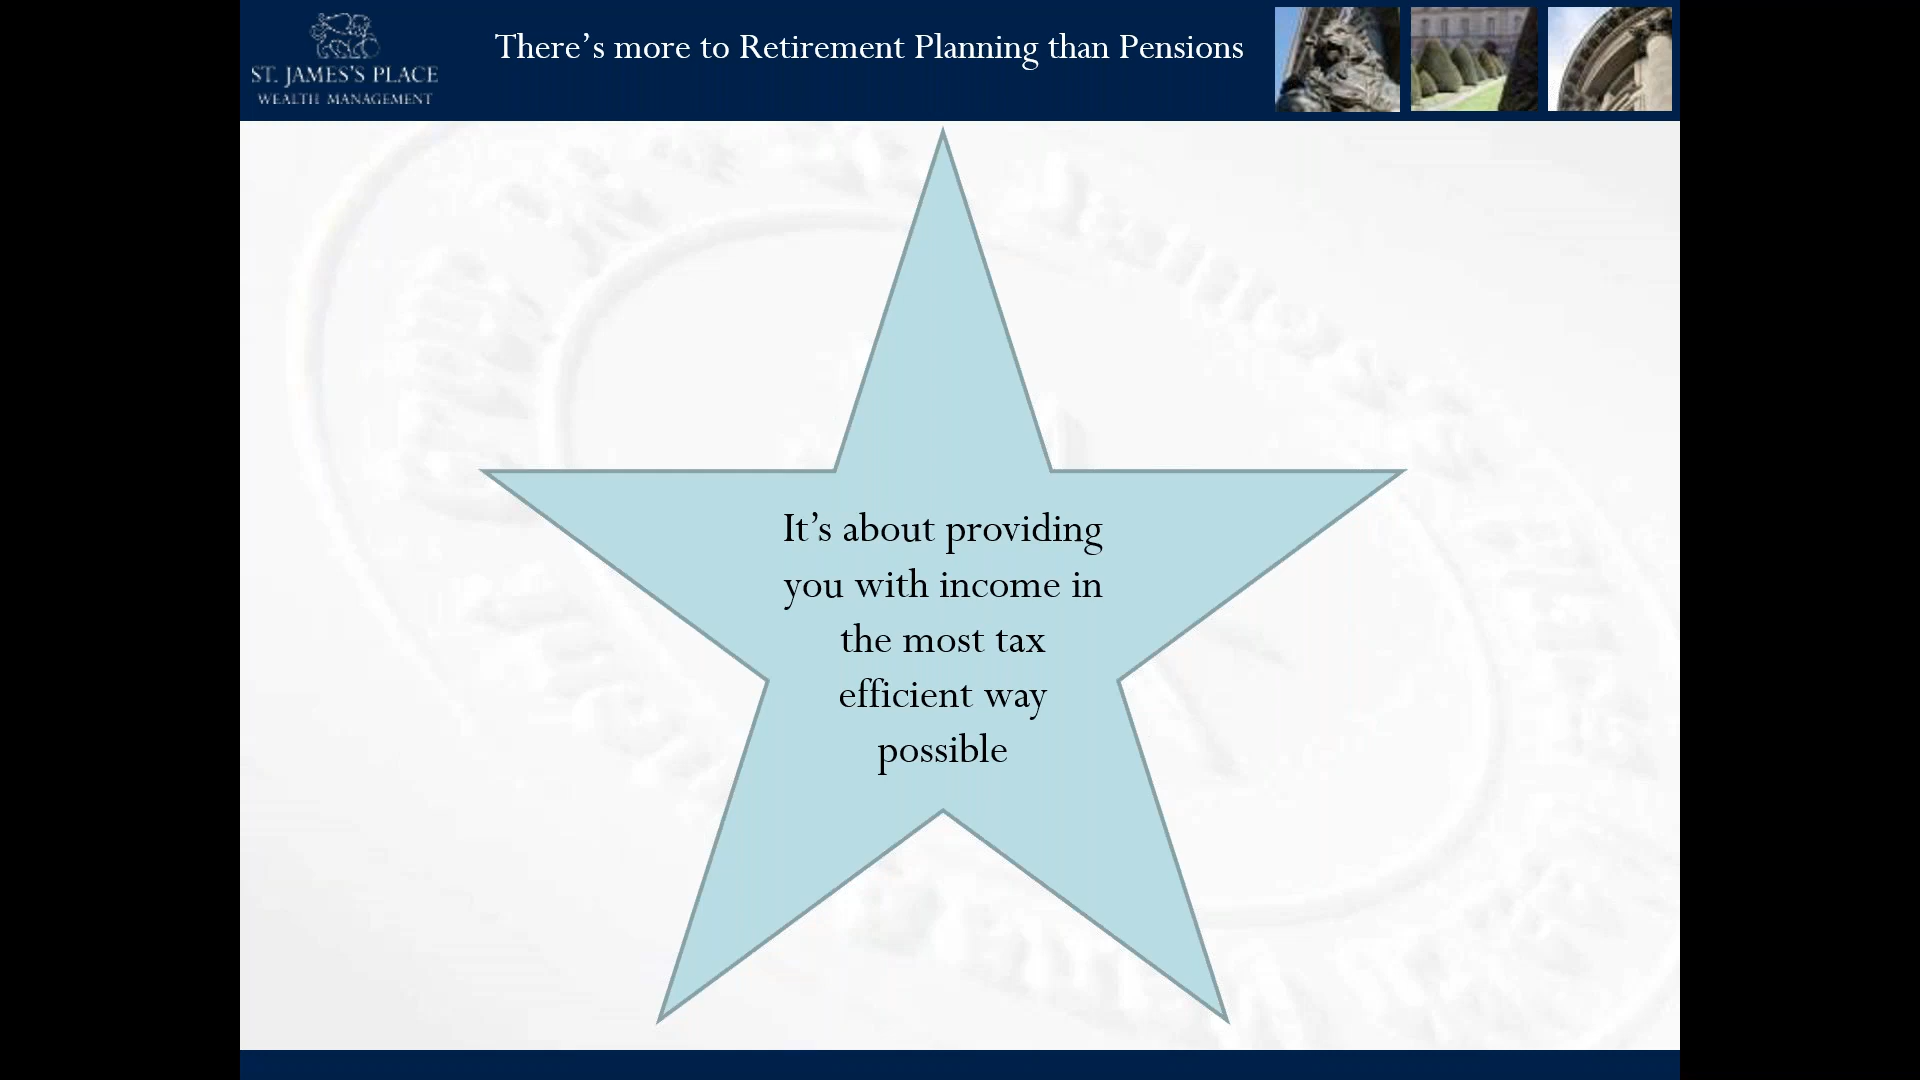 ST. JAMES'S PLACE
WEALTH MANAGEMENT
There’s more to Retirement Planning than Pensions
It’s about providing
you with income in
the most tax
efficient way
possible